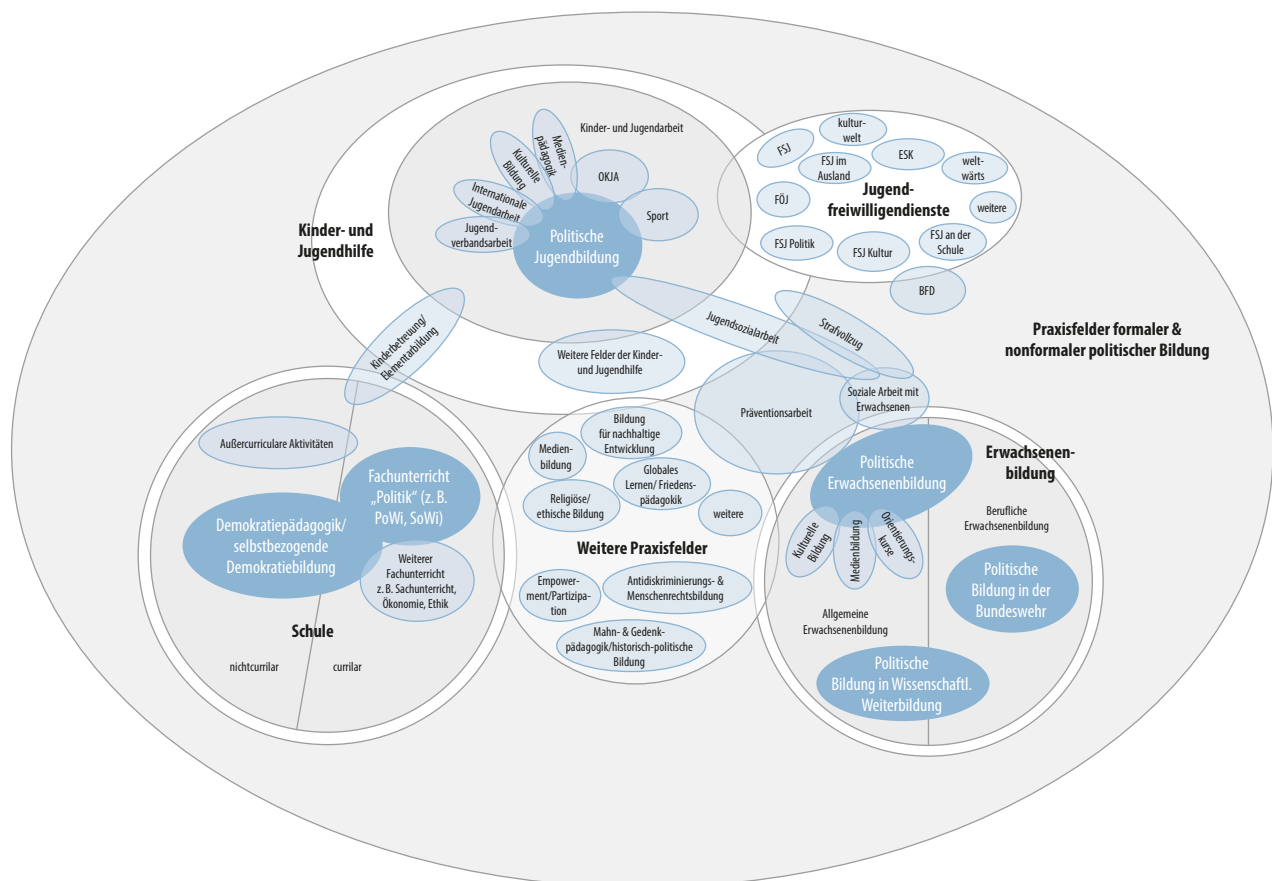 Kinder- und Jugendarbeit
Medien-
pädagogik
Kulturelle
Bildung
Internationale
Jugendarbeit
Jugend-
verbandsarbeit
OKJA
Sport
Politische
Jugendbildung
Kinder- und
Jugendhilfe
FSJ
kultur-
welt
FSJ im
Ausland
ESK
welt-
wärts
FÖJ
Jugend-
freiwilligendienste
weitere
FSJ Politik
FSJ Kultur
FSJ an der
Schule
BFD
Jugendsozialarbeit
Strafvollzug
Praxisfelder formaler &
nonformaler politischer Bildung
Kinderbetreuung/
Elementarbildung
Weitere Felder der Kinder-
und Jugendhilfe
Präventionsarbeit
Soziale Arbeit mit
Erwachsenen
Außercurriculare Aktivitäten
Fachunterricht
„Politik“ (z. B.
PoWi, SoWi)
Demokratiepädagogik/
selbstbezogende
Demokratiebildung
Weiterer
Fachunterricht
z. B. Sachunterricht,
Ökonomie, Ethik
Schule
nichtcurrilar
currilar
Bildung
für nachhaltige
Entwicklung
Medien-
bildung
Globales
Lernen/ Friedens-
pädagokik
Religiöse/
ethische Bildung
weitere
Weitere Praxisfelder
Empower-
ment/Partizipa-
tion
Antidiskriminierungs- &
Menschenrechtsbildung
Mahn- & Gedenk-
pädagogik/historisch-politische
Bildung
Politische
Erwachsenenbildung
Erwachsenen-
bildung
Kulturelle
Bildung
Medienbildung
Orientierungs-
kurse
Berufliche
Erwachsenenbildung
Politische
Bildung in der
Bundeswehr
Allgemeine
Erwachsenenbildung
Politische
Bildung in Wissenschaftl.
Weiterbildung